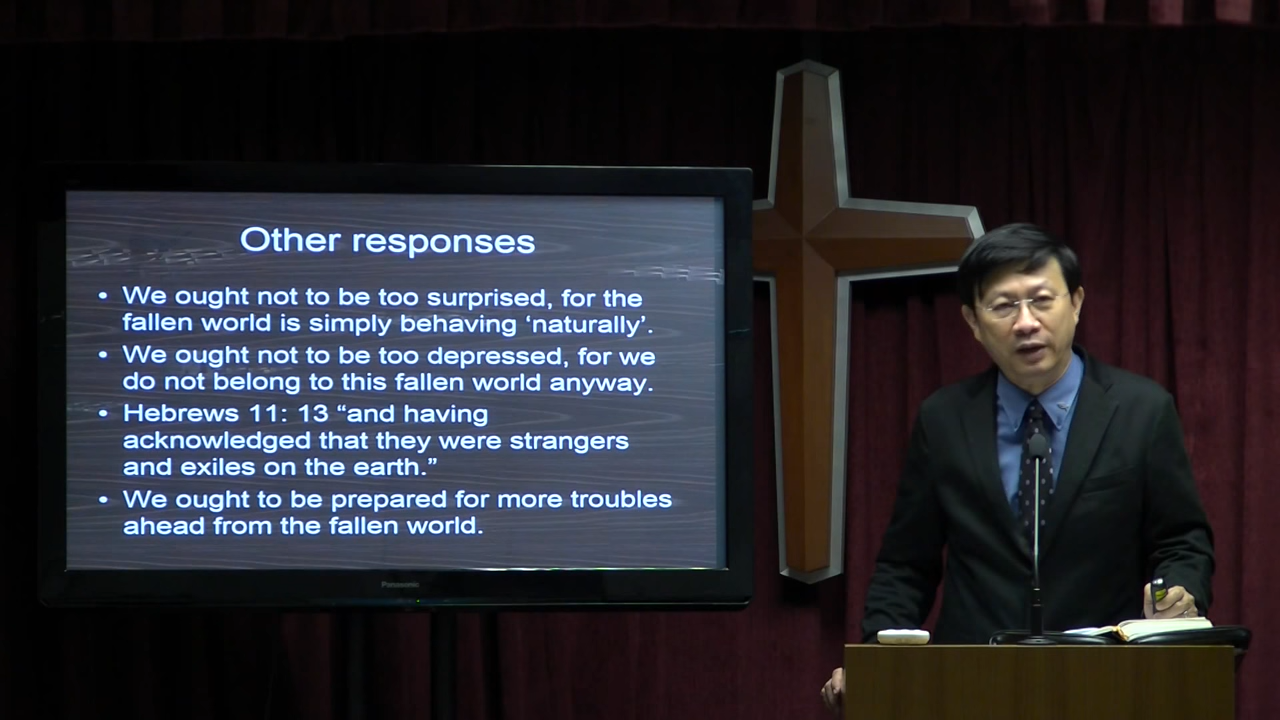 Other responses
• We ought not to be too surprised, for the
fallen world is simply behaving ‘naturally’.
• We ought not to be too depressed, for we
do not belong to this fallen world anyway.
• Hebrews 11: 13 “and having
acknowledged that they were strangers
and exiles on the earth.”
• We ought to be prepared for more troubles
ahead from the fallen world.
Panasonic